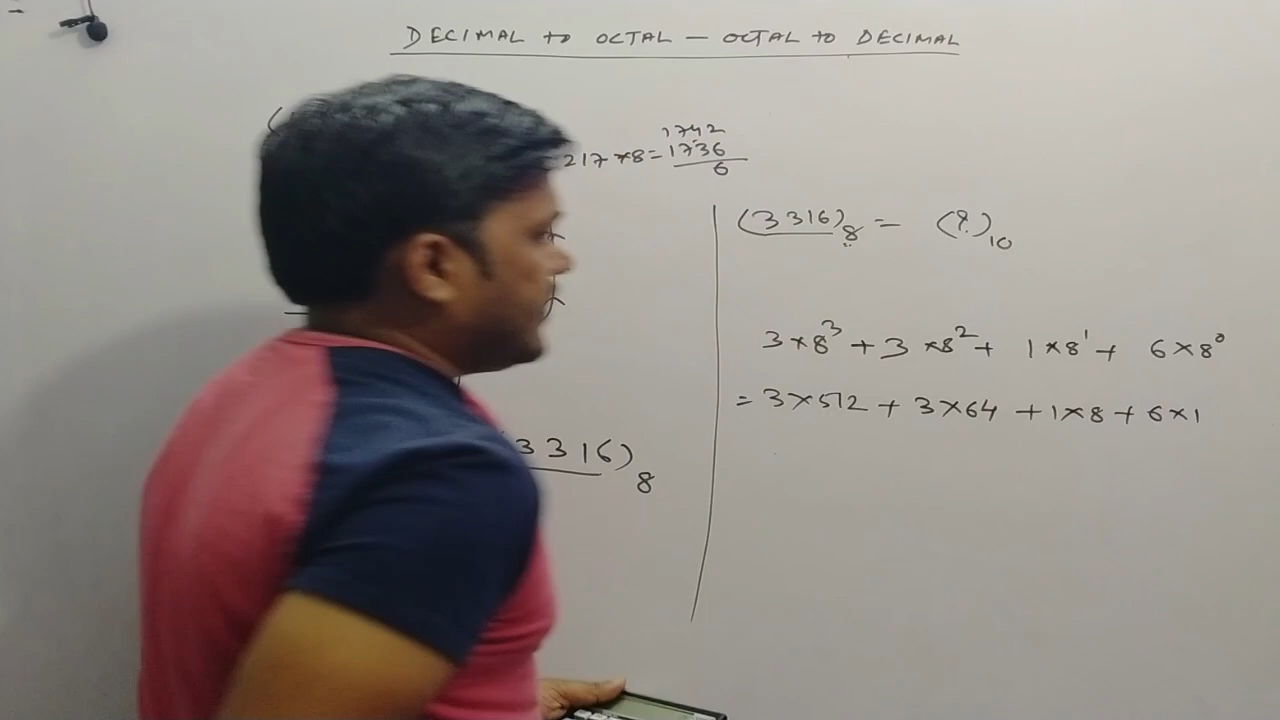 DECIMAL to OCTAL — OCTAL to DECIMAL
1742
217 × 8 = 1736
6
3316)8
(3316)8 = (?)10
3×8³ + 3×8² + 1×8¹ + 6×8⁰
= 3×512 + 3×64 + 1×8 + 6×1